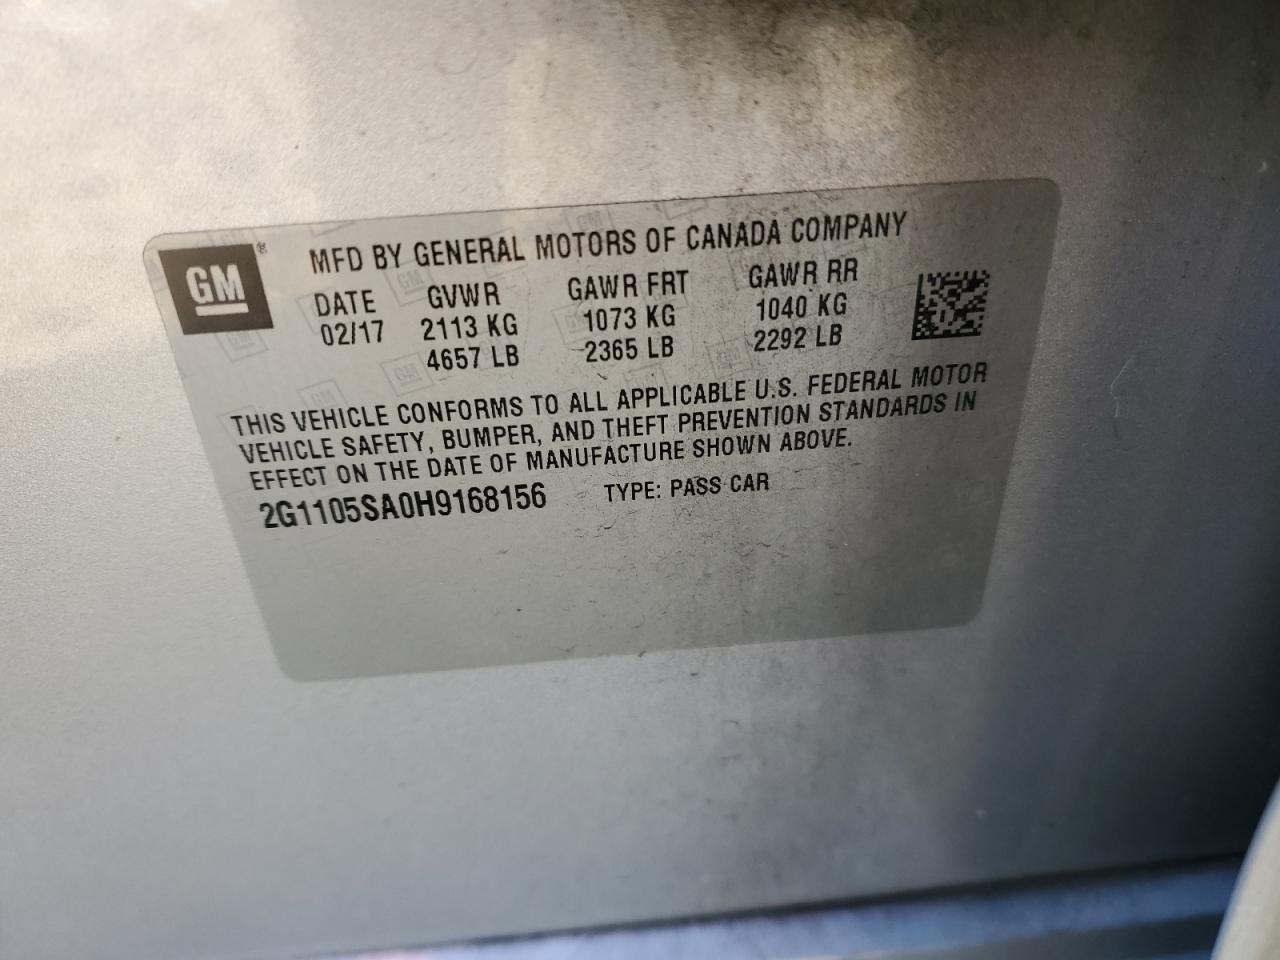 GM ®
MFD BY GENERAL MOTORS OF CANADA COMPANY
DATE GVWR GAWR FRT GAWR RR
02/17 2113 KG 1073 KG 1040 KG
4657 LB 2365 LB 2292 LB
THIS VEHICLE CONFORMS TO ALL APPLICABLE U.S. FEDERAL MOTOR
VEHICLE SAFETY, BUMPER, AND THEFT PREVENTION STANDARDS IN
EFFECT ON THE DATE OF MANUFACTURE SHOWN ABOVE.
2G1105SA0H9168156 TYPE: PASS CAR